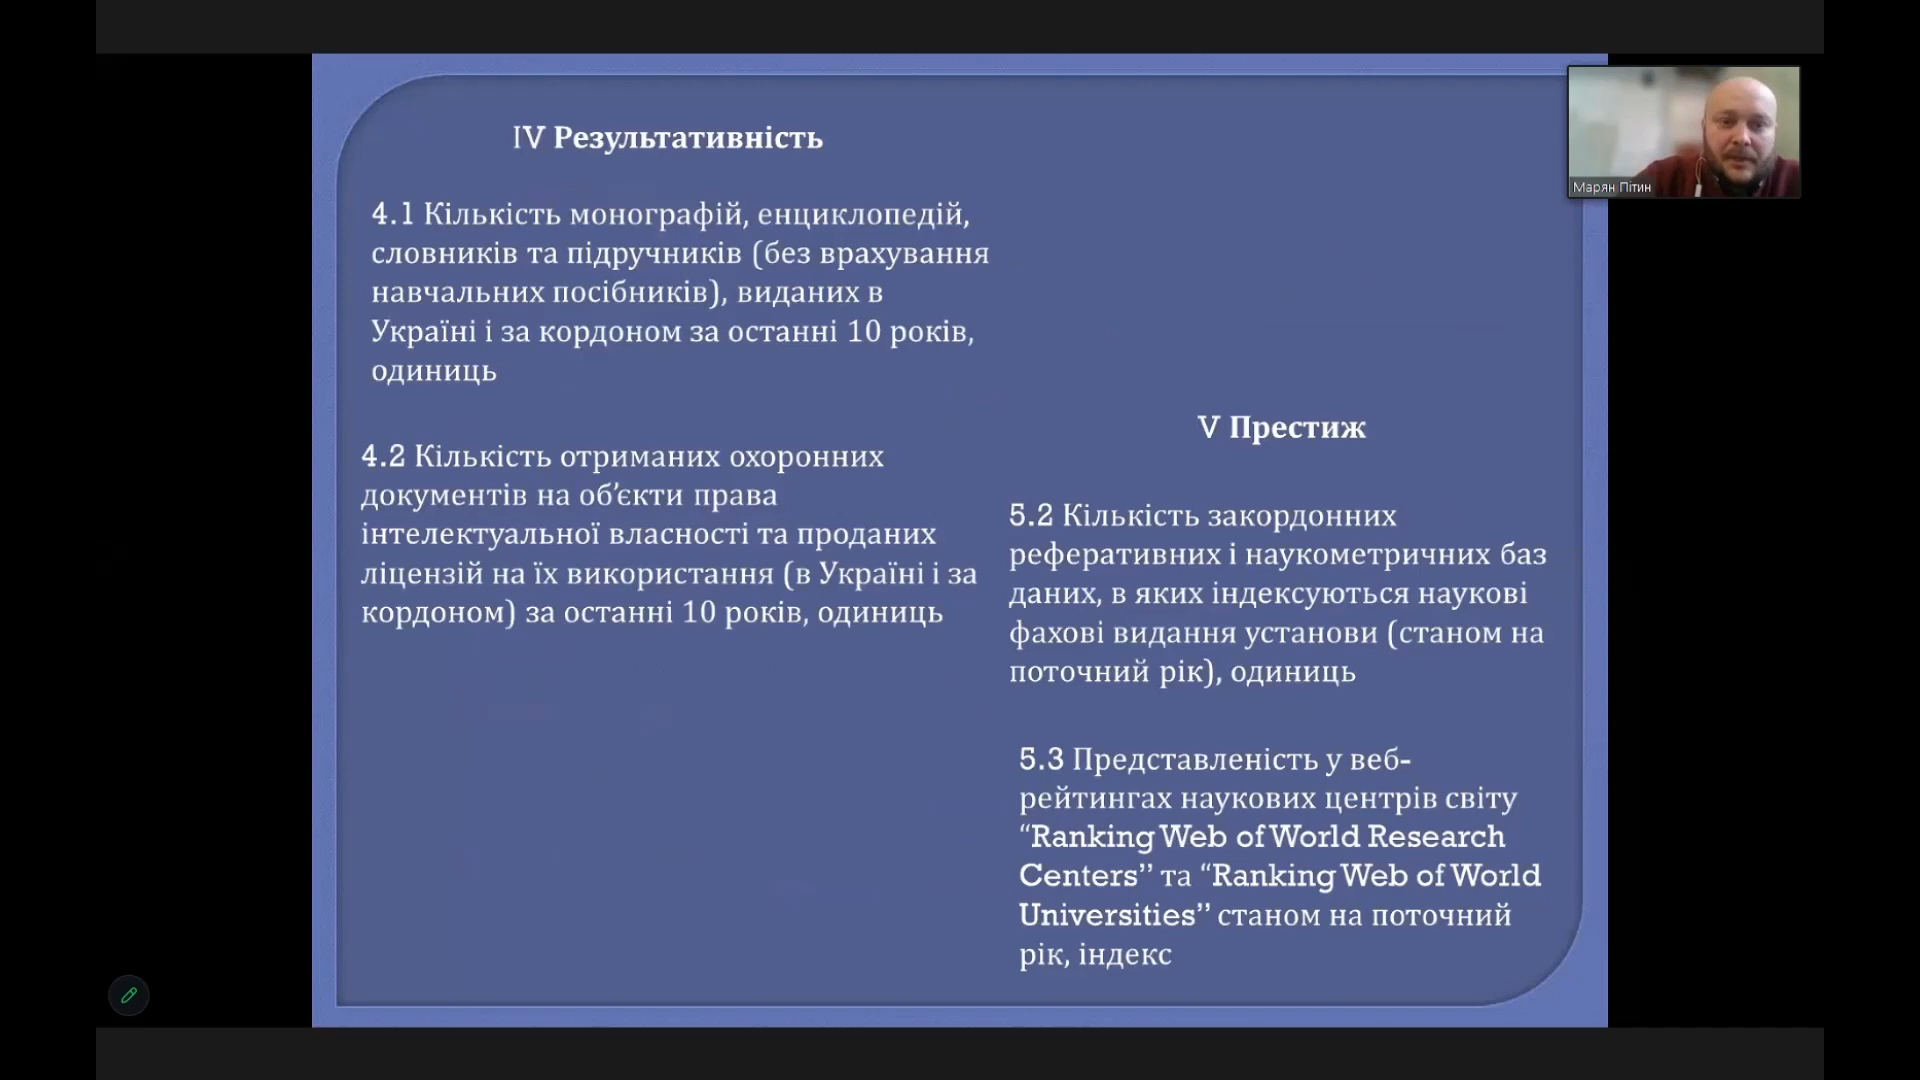 IV Результативність
4.1 Кількість монографій, енциклопедій,
словників та підручників (без врахування
навчальних посібників), виданих в
Україні і за кордоном за останні 10 років,
одиниць
4.2 Кількість отриманих охоронних
документів на об’єкти права
інтелектуальної власності та проданих
ліцензій на їх використання (в Україні і за
кордоном) за останні 10 років, одиниць
V Престиж
5.2 Кількість закордонних
реферативних і наукометричних баз
даних, в яких індексуються наукові
фахові видання установи (станом на
поточний рік), одиниць
5.3 Представленість у веб-
рейтингах наукових центрів світу
“Ranking Web of World Research
Centers” та “Ranking Web of World
Universities” станом на поточний
рік, індекс
Марян Пітин